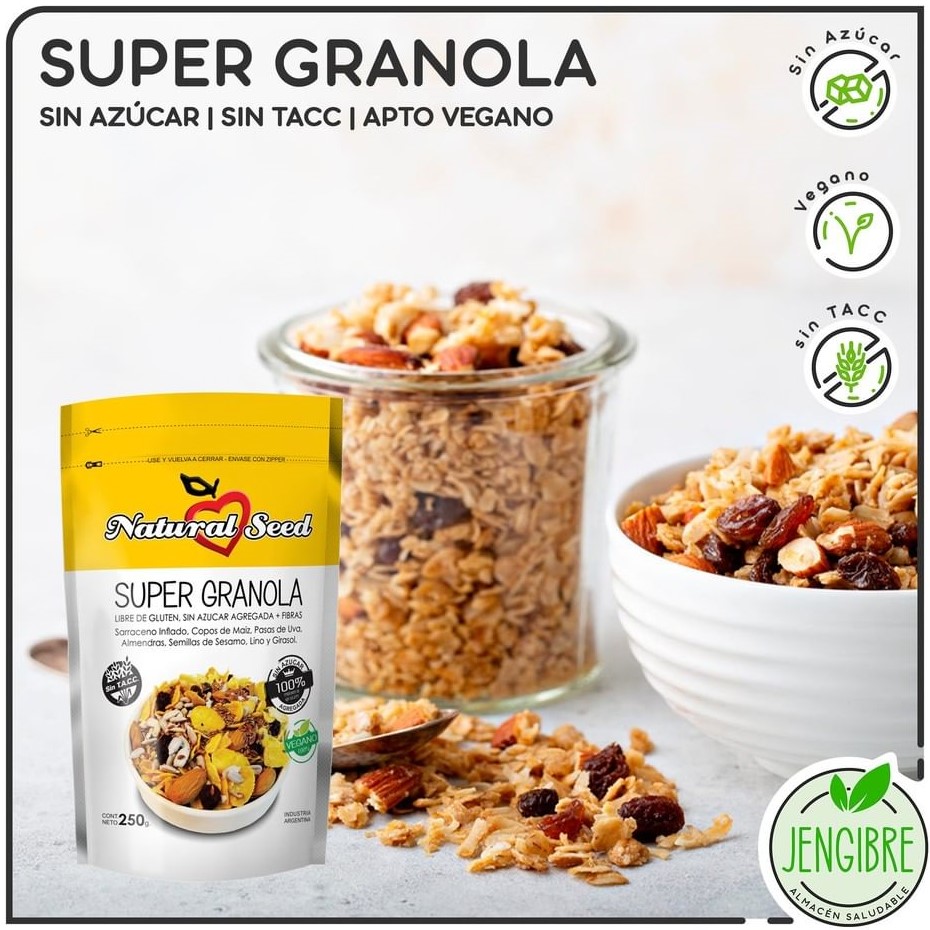 SUPER GRANOLA
SIN AZÚCAR | SIN TACC | APTO VEGANO
Sin Azúcar
Vegano
sin TACC
USE Y VUELVA A CERRAR - ENVASE CON ZIPPER
Natural Seed
SUPER GRANOLA
LIBRE DE GLUTEN, SIN AZUCAR AGREGADA + FIBRAS
Sarraceno Inflado, Copos de Maiz, Pasas de Uva,
Almendras, Semillas de Sesamo, Lino y Girasol.
Sin T.A.C.C.
SIN AZUCAR
100%
AGREGADA
VEGANO
CONT.
NETO 250g.
INDUSTRIA
ARGENTINA
JENGIBRE
ALMACÉN SALUDABLE